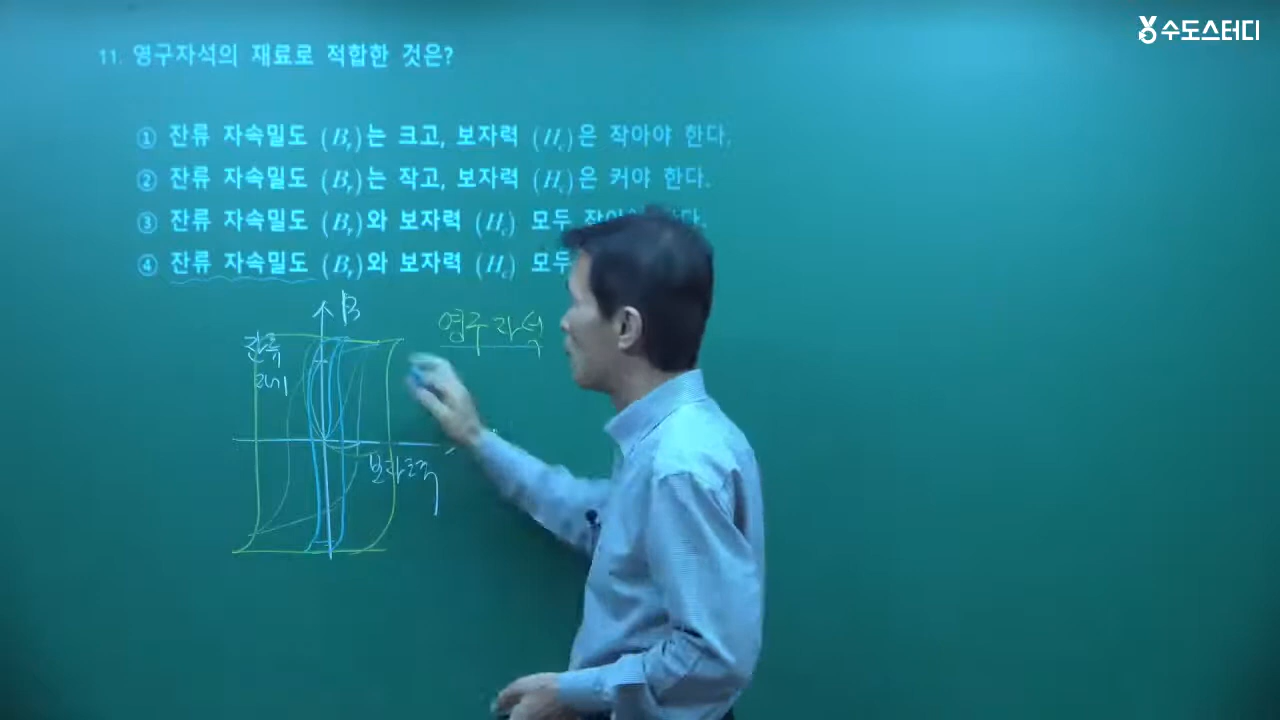 수도스터디
11. 영구자석의 재료로 적합한 것은?
① 잔류 자속밀도 (Br)는 크고, 보자력 (Hc)은 작아야 한다.
② 잔류 자속밀도 (Br)는 작고, 보자력 (Hc)은 커야 한다.
③ 잔류 자속밀도 (Br)와 보자력 (Hc) 모두
④ 잔류 자속밀도 (Br)와 보자력 (Hc) 모두
B
영구자석
잔류
자기
보자력